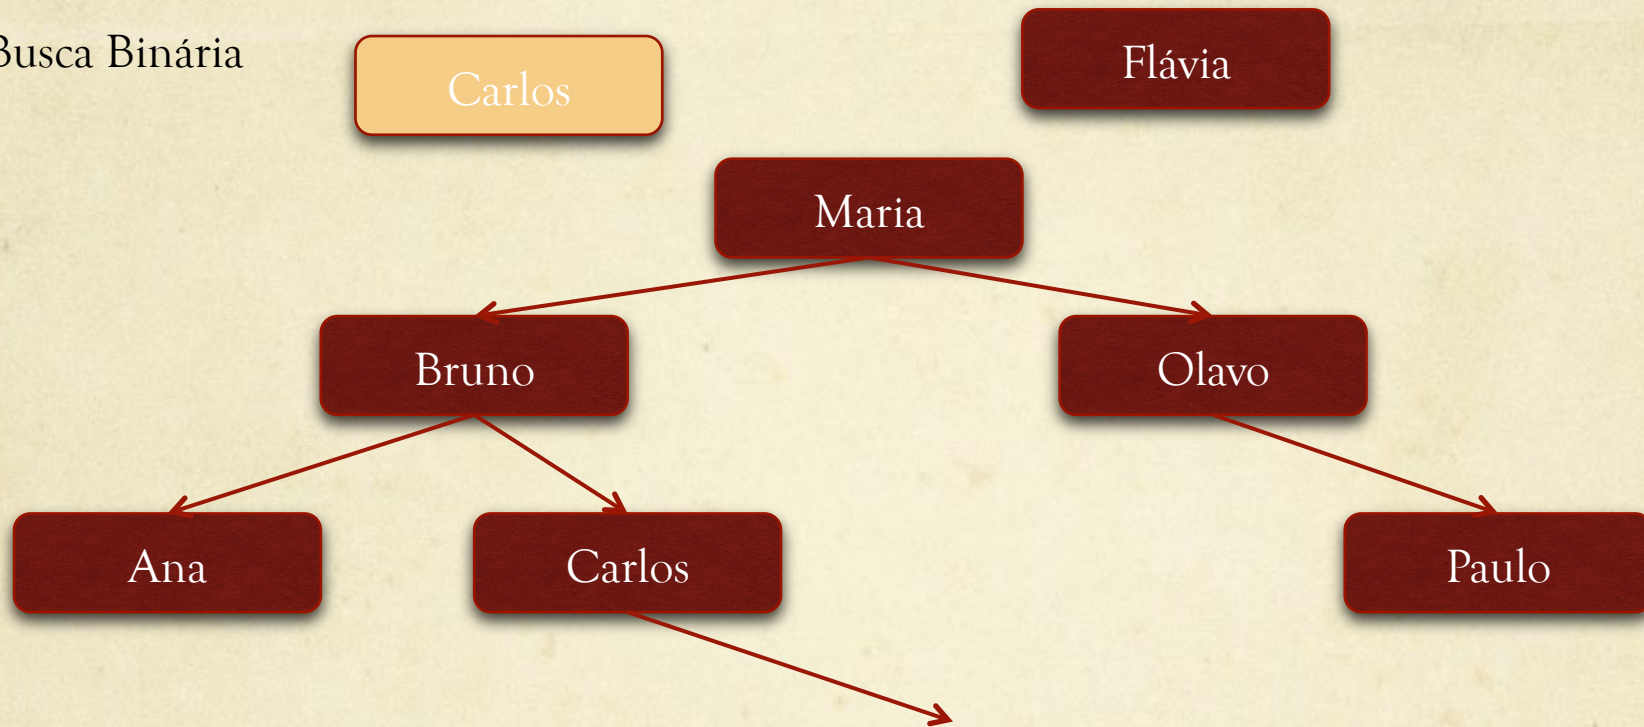 Busca Binária
Carlos
Flávia
Maria
Bruno
Olavo
Ana
Carlos
Paulo